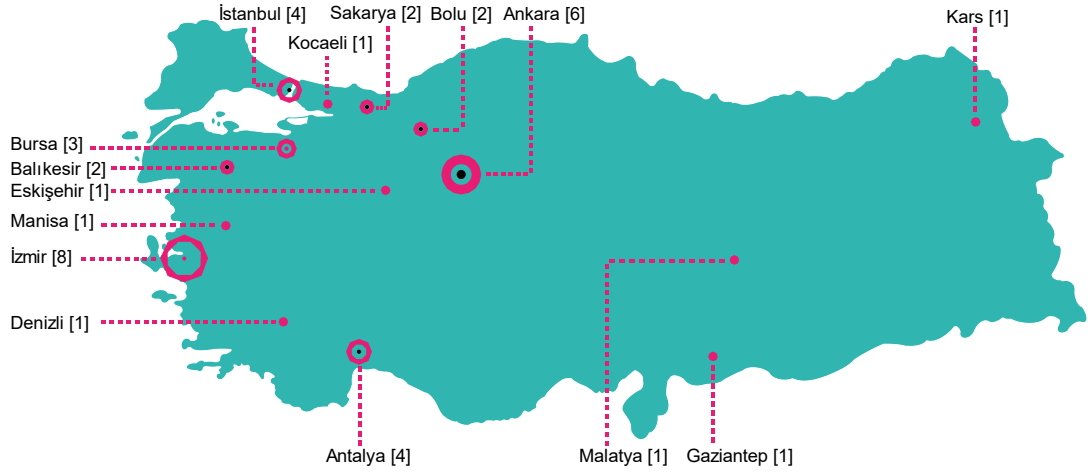 İstanbul [4]
Sakarya [2]
Bolu [2]
Ankara [6]
Kars [1]
Kocaeli [1]
Bursa [3]
Balıkesir [2]
Eskişehir [1]
Manisa [1]
İzmir [8]
Denizli [1]
Antalya [4]
Malatya [1]
Gaziantep [1]